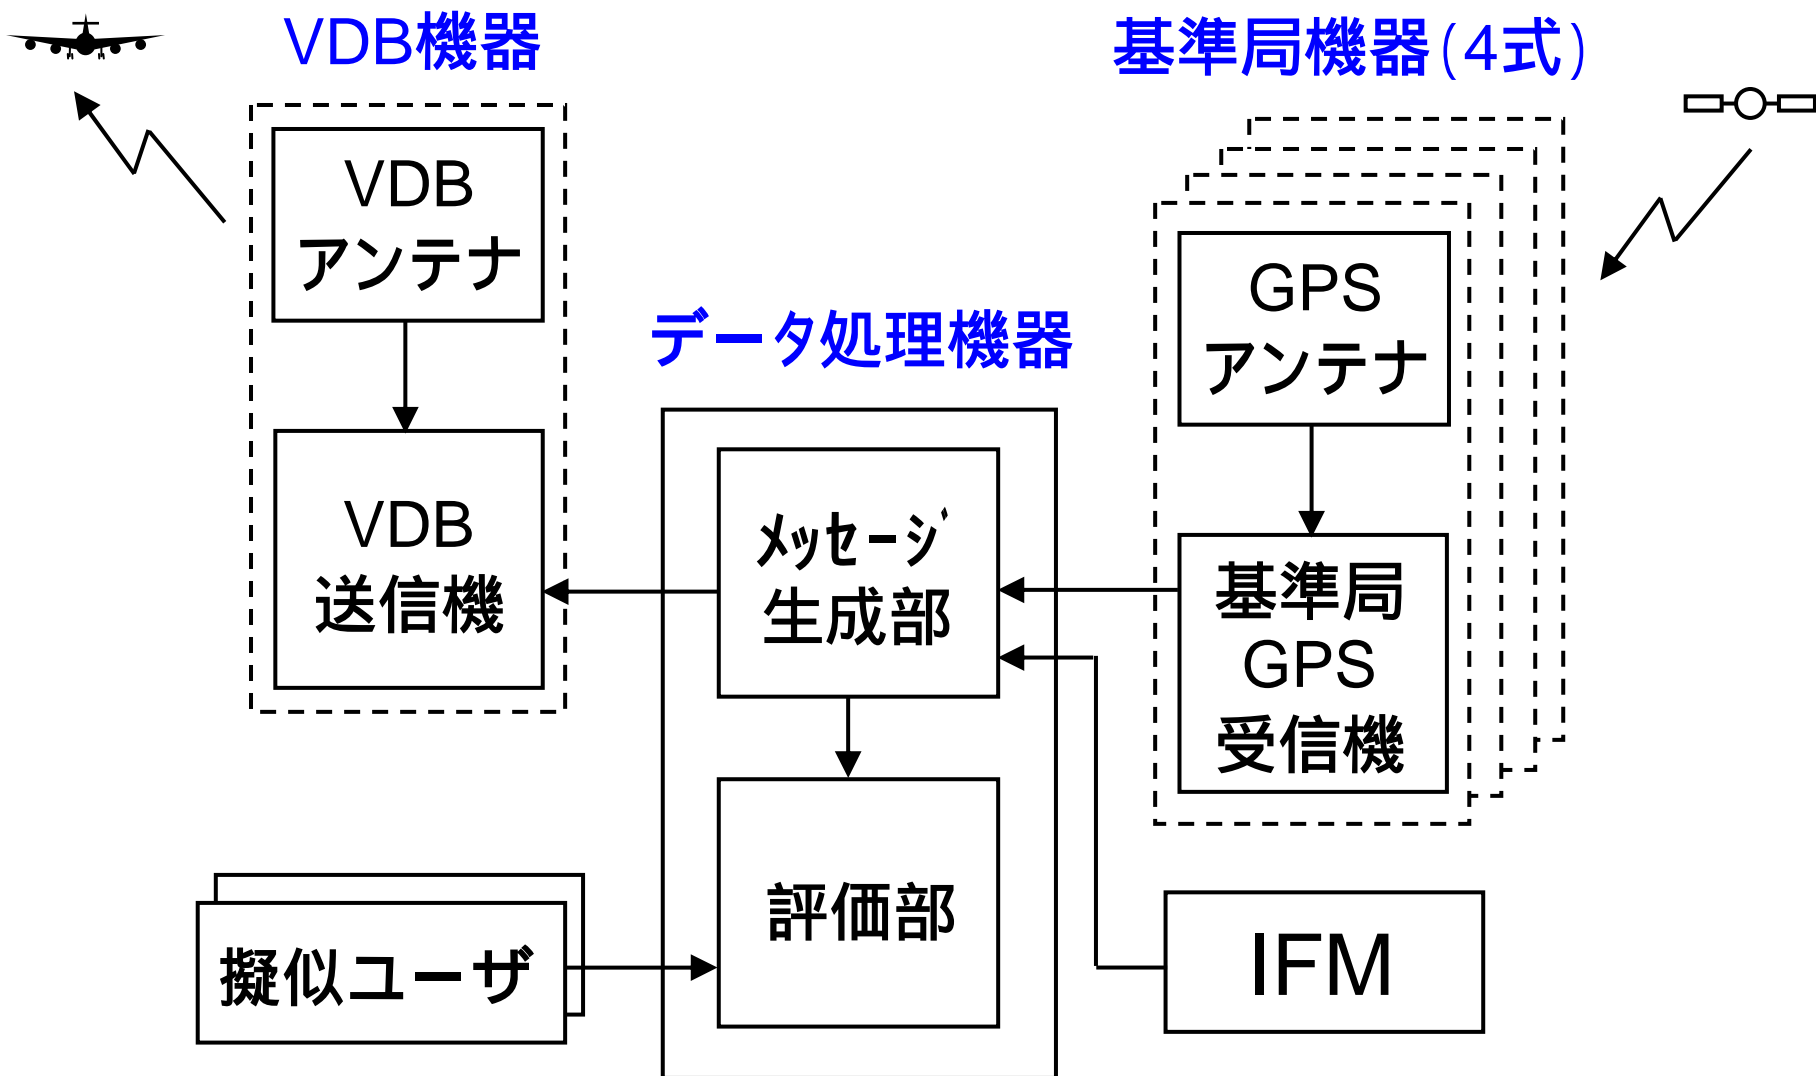 VDB機器
VDB
アンテナ
VDB
送信機
データ処理機器
メッセージ
生成部
評価部
基準局機器(4式)
GPS
アンテナ
基準局
GPS
受信機
擬似ユーザ
IFM